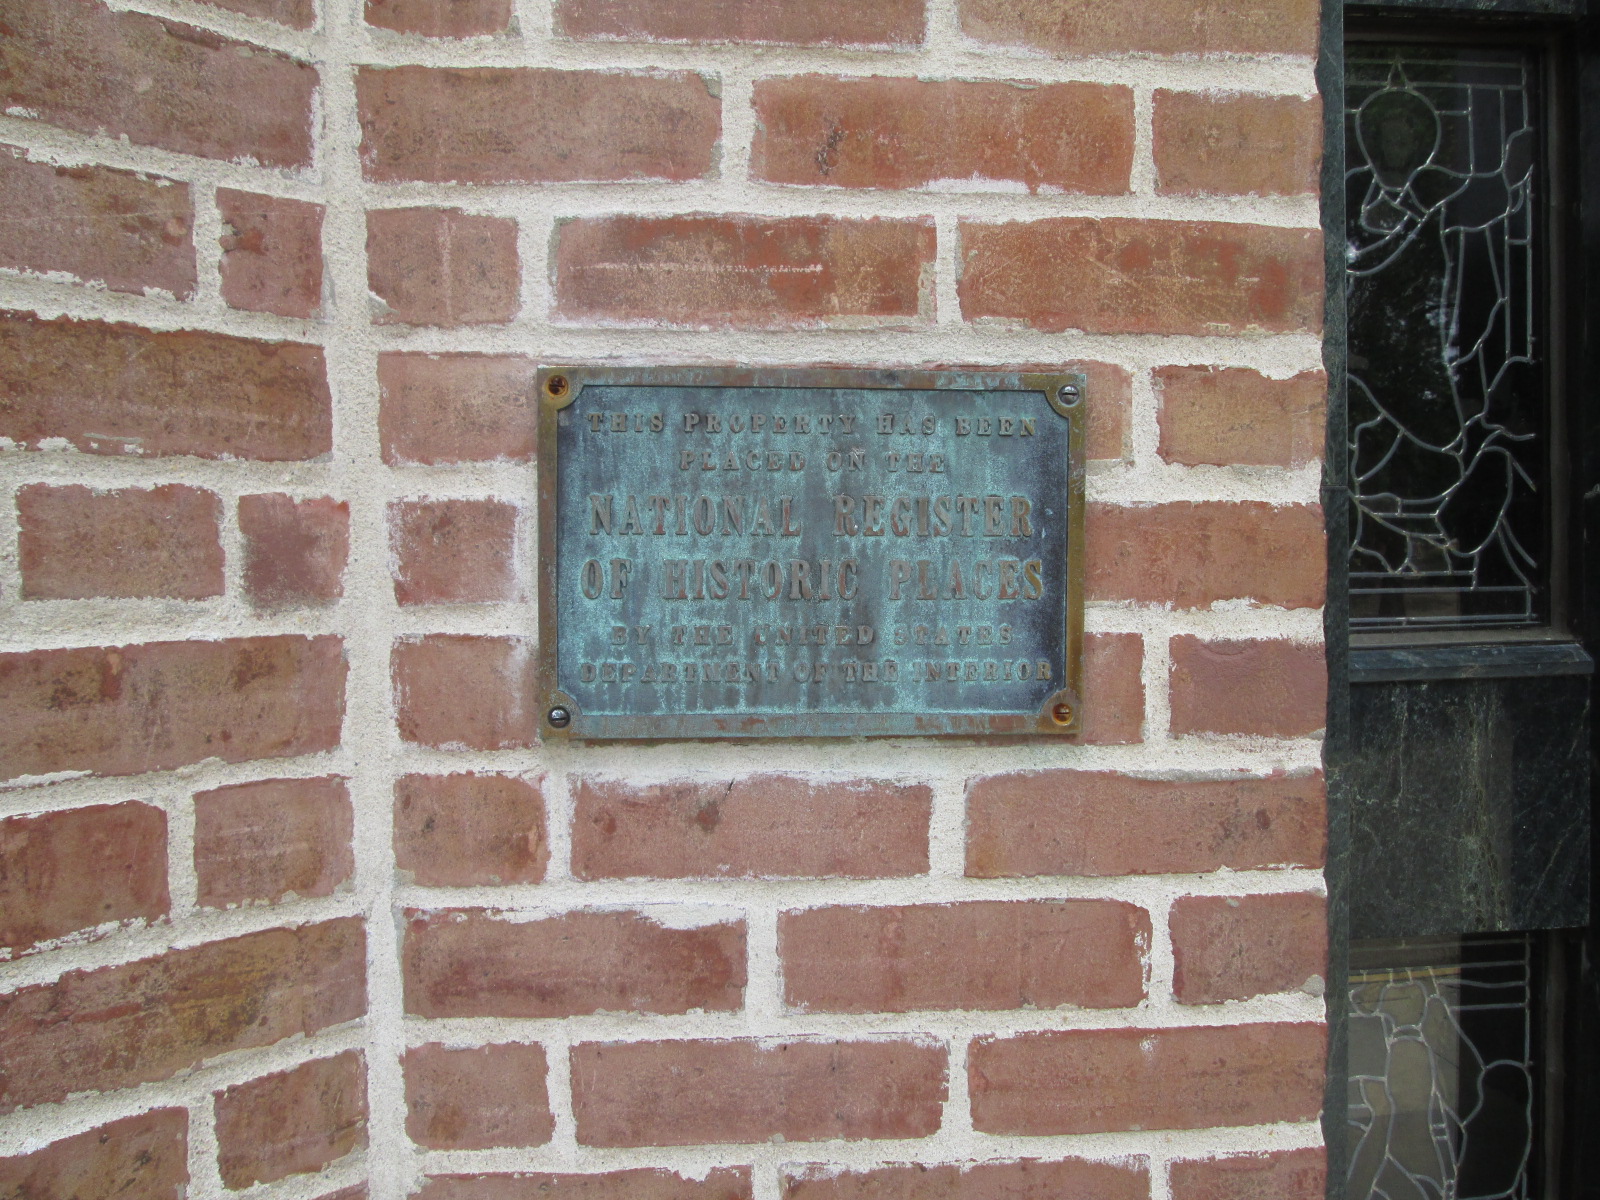 THIS PROPERTY HAS BEEN
PLACED ON THE
NATIONAL REGISTER
OF HISTORIC PLACES
BY THE UNITED STATES
DEPARTMENT OF THE INTERIOR